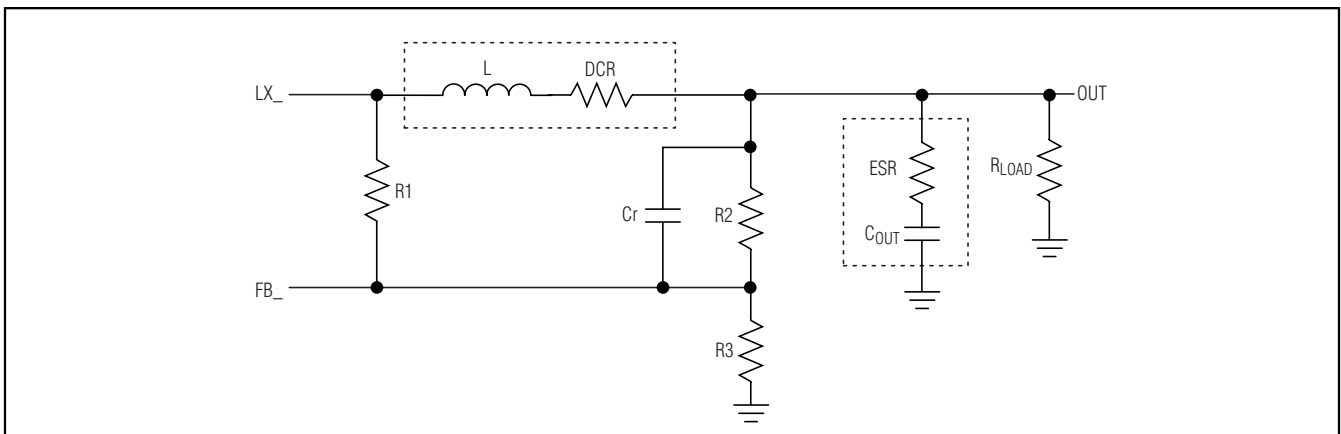 L
DCR
LX_
OUT
R1
Cr
R2
ESR
COUT
RLOAD
FB_
R3